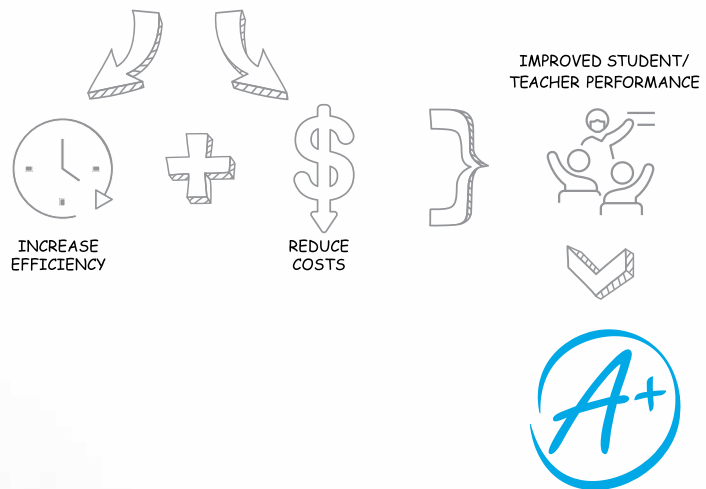 IMPROVED STUDENT/
TEACHER PERFORMANCE
INCREASE
EFFICIENCY
REDUCE
COSTS
A+